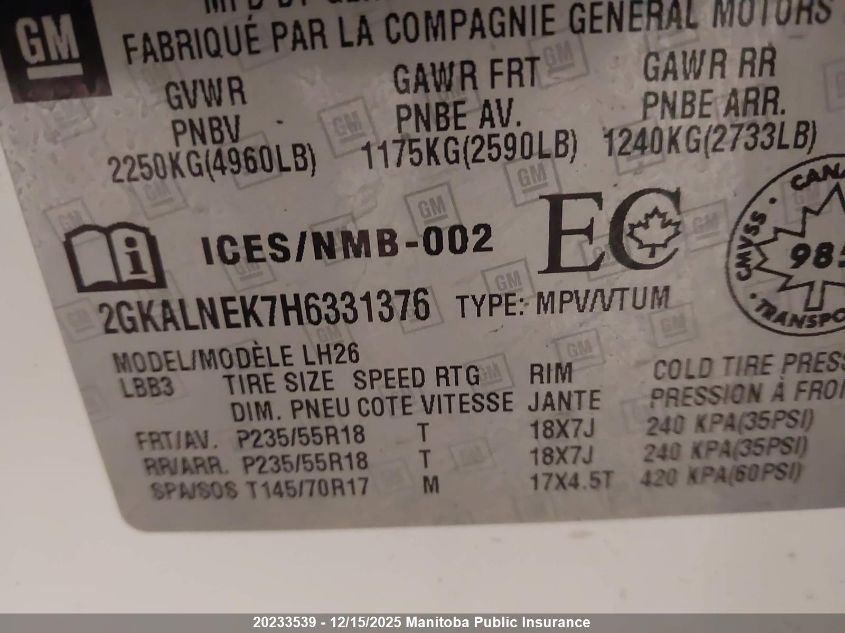 GM
FABRIQUÉ PAR LA COMPAGNIE GENERAL MOTORS
GVWR GAWR FRT GAWR RR
PNBV PNBE AV. PNBE ARR.
2250KG(4960LB) 1175KG(2590LB) 1240KG(2733LB)
ICES/NMB-002 EC
CMVSS
2GKALNEK7H6331376 TYPE: MPV/VTUM
MODEL/MODÈLE LH26
LBB3 TIRE SIZE SPEED RTG RIM COLD TIRE
DIM. PNEU COTE VITESSE JANTE PRESSION À
FRT/AV. P235/55R18 T 18X7J 240 KPA(35PSI)
RR/ARR. P235/55R18 T 18X7J 240 KPA(35PSI)
SPA/SOS T145/70R17 M 17X4.5T 420 KPA(60PSI)
20233539 - 12/15/2025 Manitoba Public Insurance